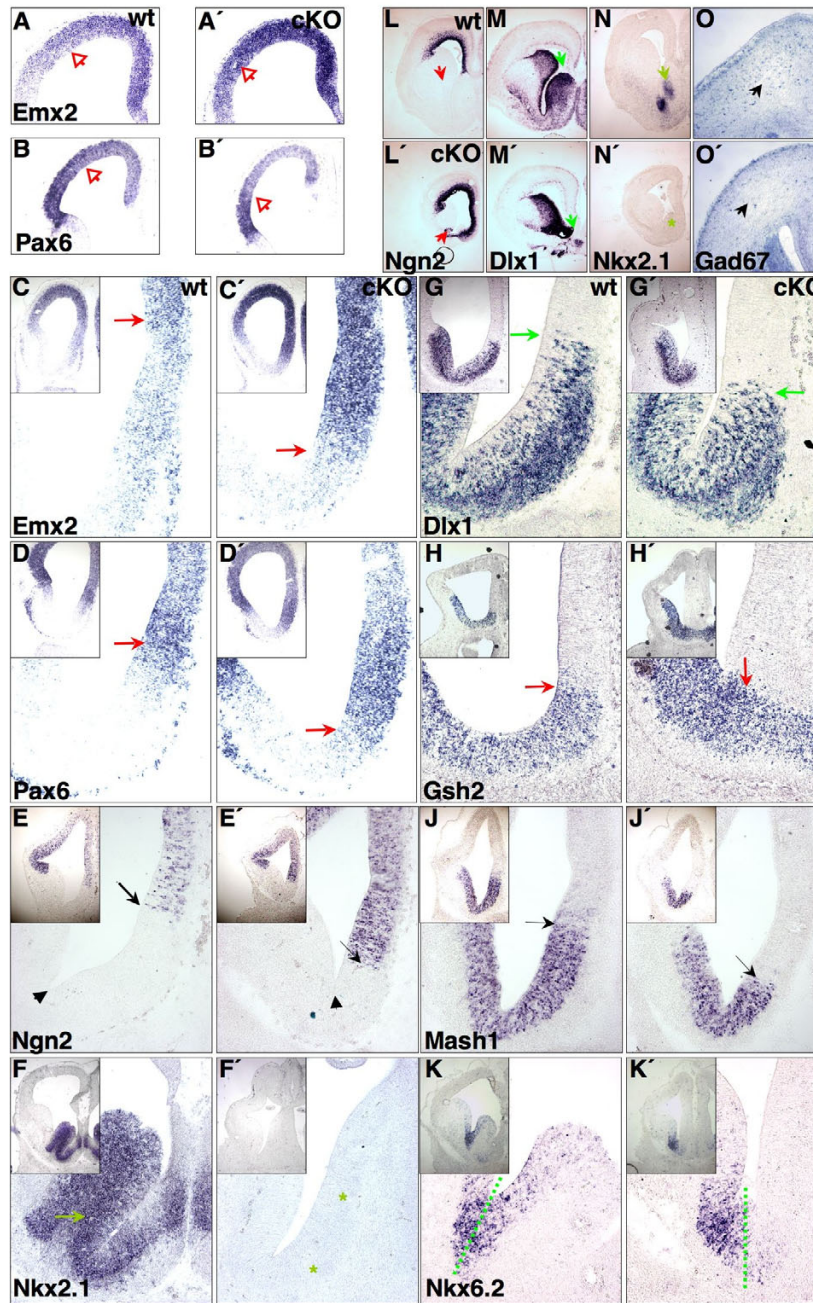 A wt
A´ cKO
Emx2
B
B´
Pax6
L wt
M
N
O
L´ cKO
M´
N´
O´
Ngn2
Dlx1
Nkx2.1
Gad67
C wt
C´ cKO
G wt
G´ cKO
Emx2
Dlx1
D
D´
H
H´
Pax6
Gsh2
E
E´
J
J´
Ngn2
Mash1
F
F´
K
K´
Nkx2.1
Nkx6.2